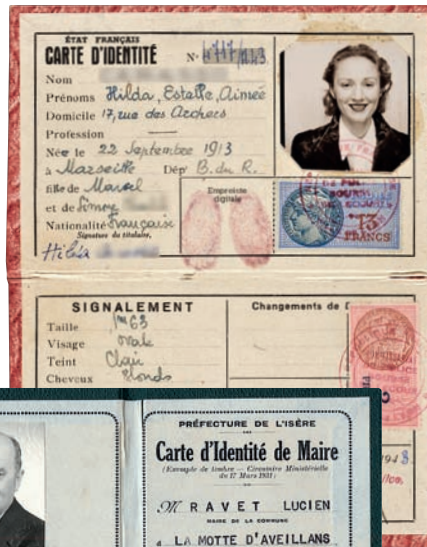 ÉTAT FRANÇAIS
CARTE D'IDENTITÉ
N°
Nom
Prénoms Hilda, Estelle, Aimée
Domicile 17, rue des Archers
Profession
Née le 22 Septembre 1913
à Marseille Dép^t B. du R.
fille de Marcel
et de Simone
Nationalité Française
Signature du titulaire,
Hilda
Empreinte
digitale
13
FRANCS
SIGNALEMENT
Taille 1m63
Visage ovale
Teint Clair
Cheveux blonds
Changements de
PRÉFECTURE DE L'ISÈRE
Carte d'Identité de Maire
(Exemple de timbre - Circulaire Ministérielle
du 17 Mars 1931)
M RAVET LUCIEN
MAIRE DE LA COMMUNE
d LA MOTTE D'AVEILLANS